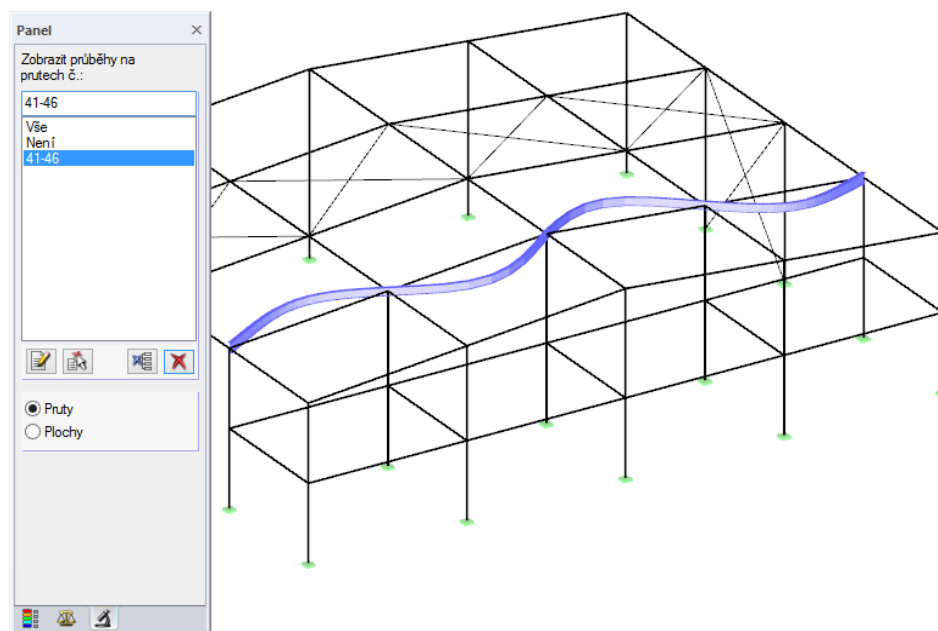 Panel
Zobrazit průběhy na
prutech č.:
41-46
Vše
Není
41-46
Pruty
Plochy